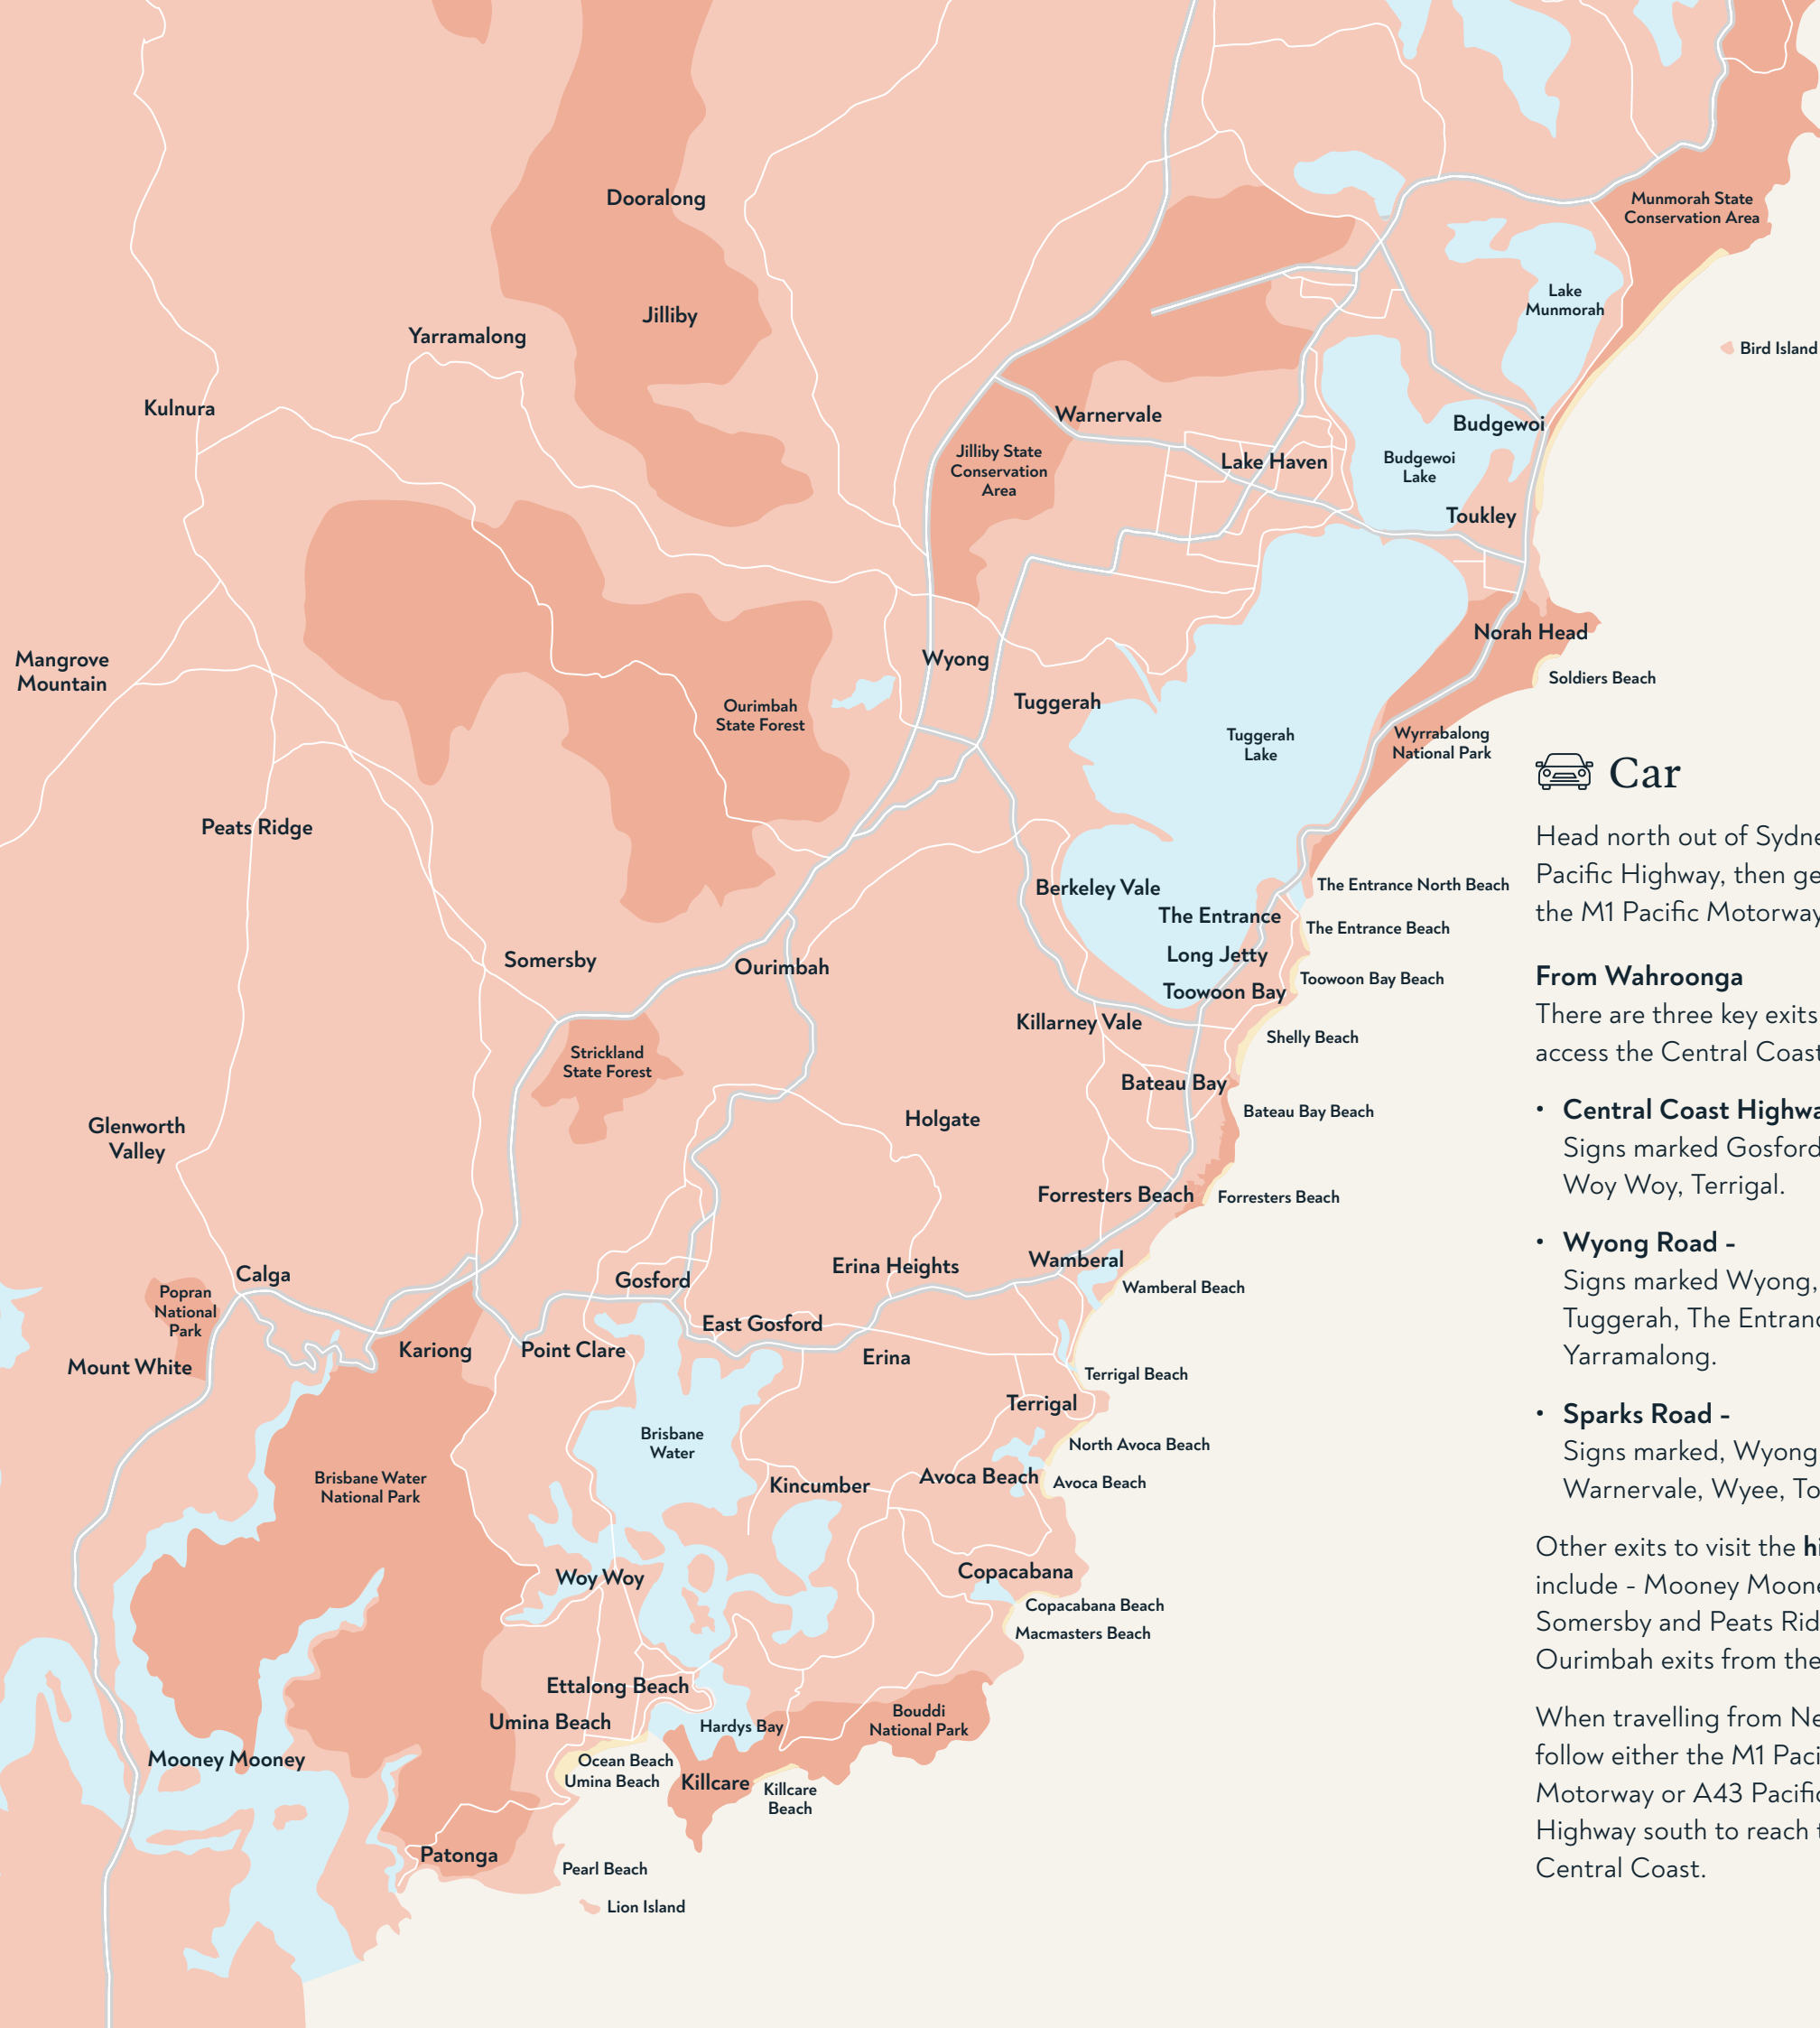 Dooralong
Munmorah State
Conservation Area
Lake
Munmorah
Jilliby
Yarramalong
Bird Island
Kulnura
Warnervale
Budgewoi
Jilliby State
Conservation
Area
Lake Haven
Budgewoi
Lake
Toukley
Norah Head
Mangrove
Mountain
Wyong
Soldiers Beach
Tuggerah
Ourimbah
State Forest
Tuggerah
Lake
Wyrrabalong
National Park
Peats Ridge
Berkeley Vale
The Entrance North Beach
The Entrance
The Entrance Beach
Long Jetty
Somersby
Ourimbah
Toowoon Bay Beach
Toowoon Bay
Killarney Vale
Shelly Beach
Strickland
State Forest
Bateau Bay
Bateau Bay Beach
Holgate
Glenworth
Valley
Forresters Beach
Forresters Beach
Wamberal
Erina Heights
Calga
Gosford
Wamberal Beach
Popran
National
Park
East Gosford
Kariong
Point Clare
Erina
Mount White
Terrigal Beach
Terrigal
Brisbane
Water
North Avoca Beach
Avoca Beach
Avoca Beach
Brisbane Water
National Park
Kincumber
Copacabana
Woy Woy
Copacabana Beach
Macmasters Beach
Ettalong Beach
Umina Beach
Hardys Bay
Bouddi
National Park
Mooney Mooney
Ocean Beach
Umina Beach
Killcare
Killcare
Beach
Patonga
Pearl Beach
Lion Island
Car
Head north out of Sydne
Pacific Highway, then ge
the M1 Pacific Motorway
From Wahroonga
There are three key exits
access the Central Coast
• Central Coast Highwa
Signs marked Gosford
Woy Woy, Terrigal.
• Wyong Road -
Signs marked Wyong,
Tuggerah, The Entranc
Yarramalong.
• Sparks Road -
Signs marked, Wyong
Warnervale, Wyee, To
Other exits to visit the hi
include - Mooney Moone
Somersby and Peats Rid
Ourimbah exits from the
When travelling from Ne
follow either the M1 Paci
Motorway or A43 Pacific
Highway south to reach t
Central Coast.